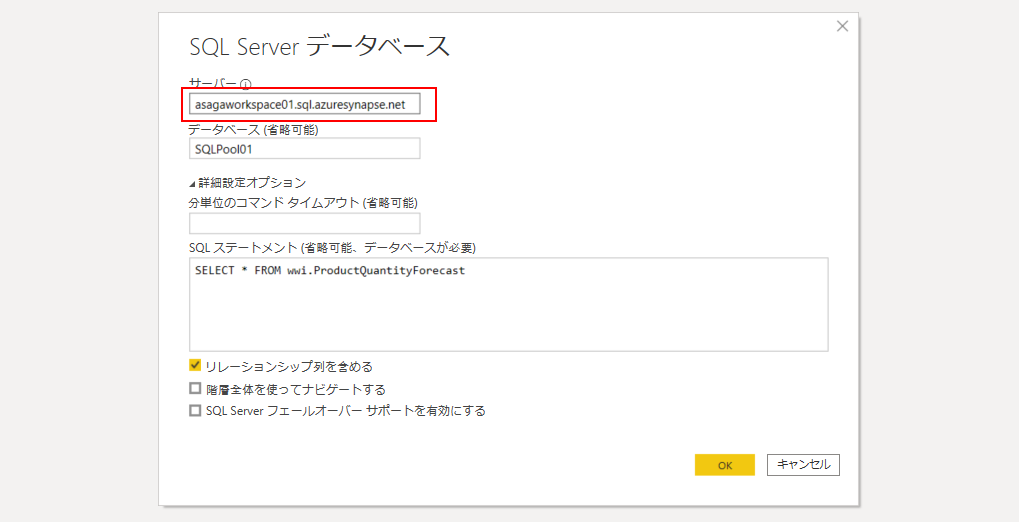 SQL Server データベース
サーバー ⓘ
asagaworkspace01.sql.azuresynapse.net
データベース (省略可能)
SQLPool01
詳細設定オプション
分単位のコマンド タイムアウト (省略可能)
SQL ステートメント (省略可能、データベースが必要)
SELECT * FROM wwi.ProductQuantityForecast
リレーションシップ列を含める
階層全体を使ってナビゲートする
SQL Server フェールオーバー サポートを有効にする
OK キャンセル